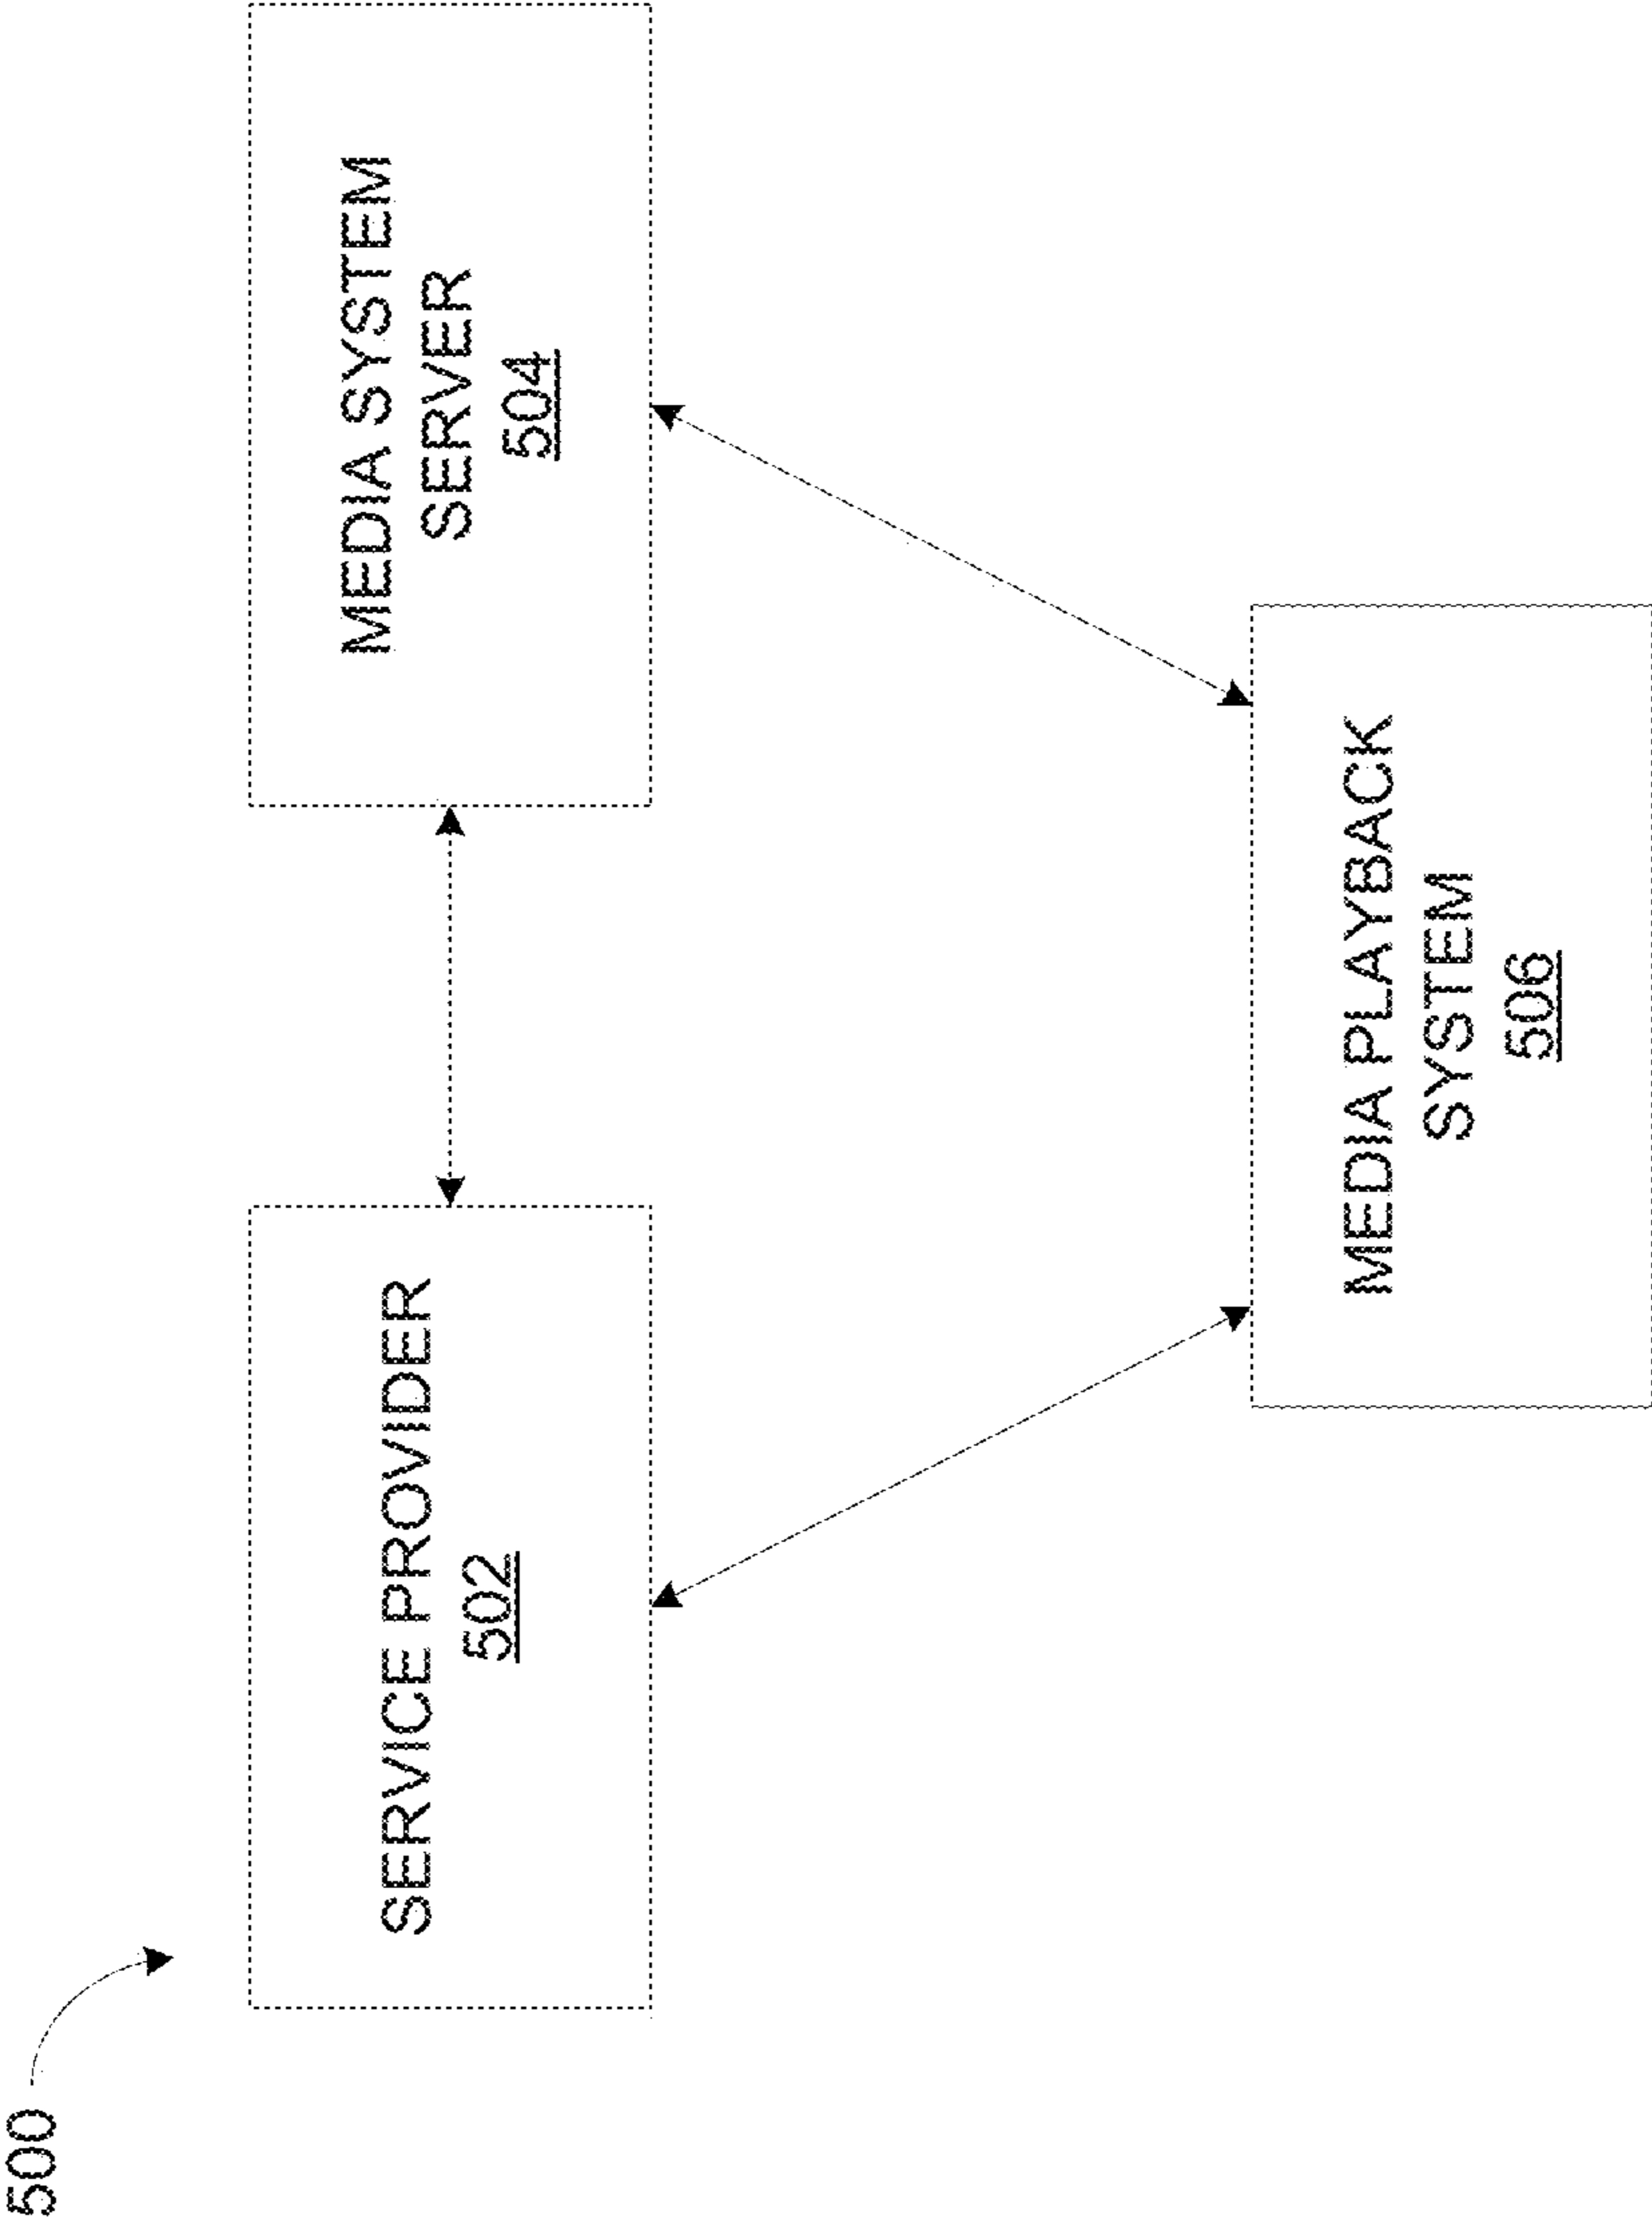 500
SERVICE PROVIDER
502
MEDIA SYSTEM
SERVER
504
MEDIA PLAYBACK
SYSTEM
506